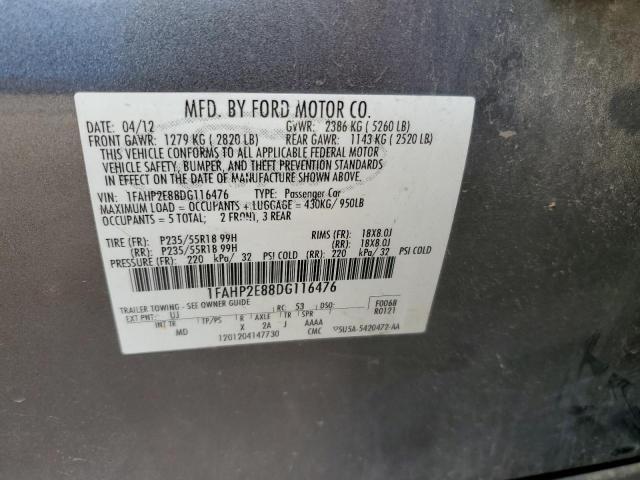 MFD. BY FORD MOTOR CO.
DATE: 04/12 GVWR: 2386 KG ( 5260 LB)
FRONT GAWR: 1279 KG ( 2820 LB) REAR GAWR: 1143 KG ( 2520 LB)
THIS VEHICLE CONFORMS TO ALL APPLICABLE FEDERAL MOTOR
VEHICLE SAFETY, BUMPER, AND THEFT PREVENTION STANDARDS
IN EFFECT ON THE DATE OF MANUFACTURE SHOWN ABOVE.
VIN: 1FAHP2E88DG116476 TYPE: Passenger Car
MAXIMUM LOAD = OCCUPANTS + LUGGAGE = 430KG/ 950LB
OCCUPANTS = 5 TOTAL; 2 FRONT, 3 REAR
TIRE (FR): P235/55R18 99H RIMS (FR): 18X8.0J
(RR): P235/55R18 99H (RR): 18X8.0J
PRESSURE (FR): 220 kPa/ 32 PSI COLD (RR): 220 kPa/ 32 PSI COLD
1FAHP2E88DG116476
TRAILER TOWING - SEE OWNER GUIDE
EXT PNT: UJ RC: 53 DSO: F0068
R0121
INT TR TP/PS R AXLE TR SPR
MD X 2A J AAAA
1201204147730 CMC 5U5A-5420472-AA